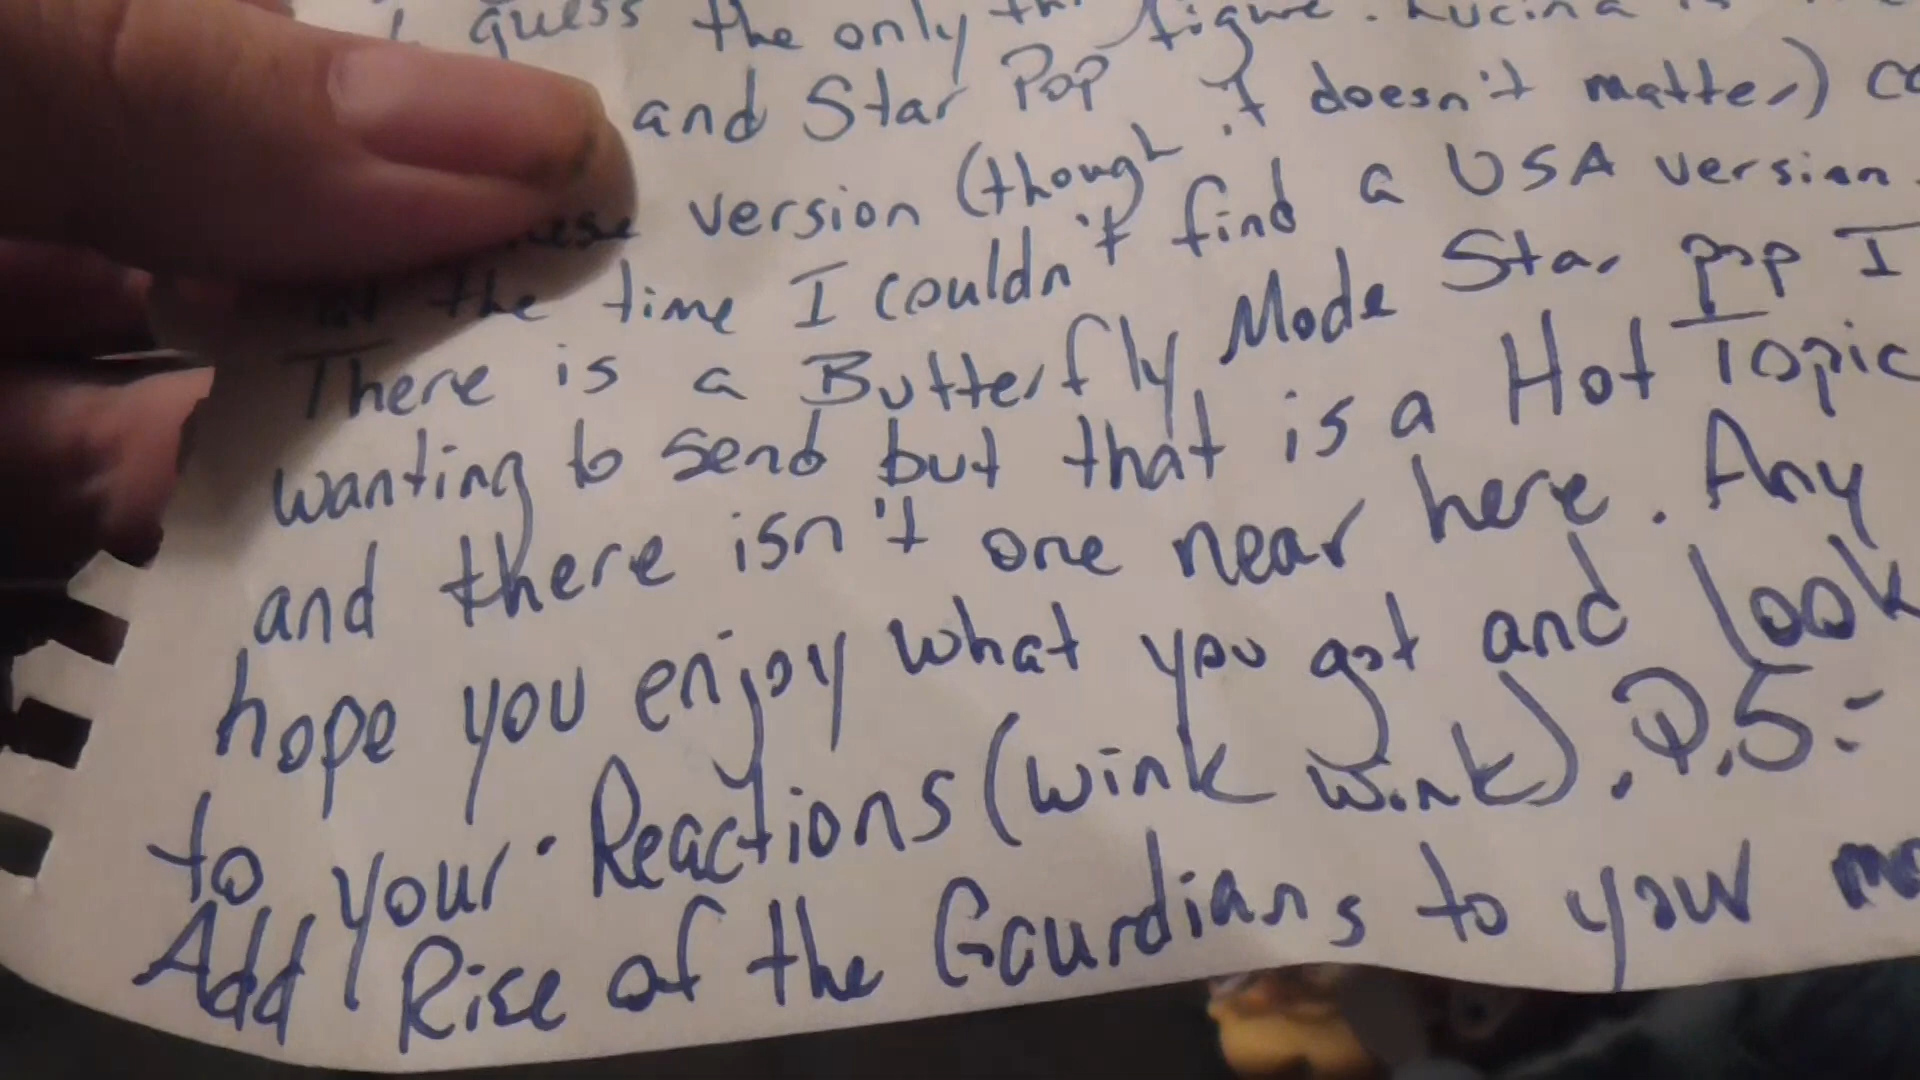 guess the only figure. Lucina is
and Star Pop
version (though it doesn't matter)
the time I couldn't find a USA version.
There is a Butterfly Mode Star pop I
wanting to send but that is a Hot Topic
and there isn't one near here. Any
hope you enjoy what you got and look
to your Reactions (wink wink). P.S:
Add Rise of the Gaurdians to your